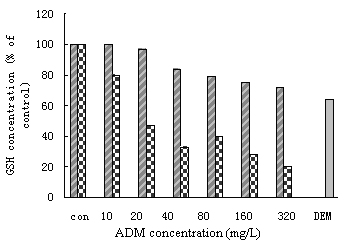 GSH concentration (% of
control)
120
100
80
60
40
20
0
con 10 20 40 80 160 320 DEM
ADM concentration (mg/L)